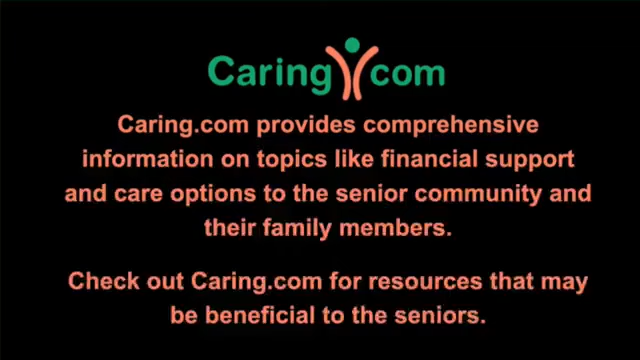 Caring.com
Caring.com provides comprehensive
information on topics like financial support
and care options to the senior community and
their family members.
Check out Caring.com for resources that may
be beneficial to the seniors.